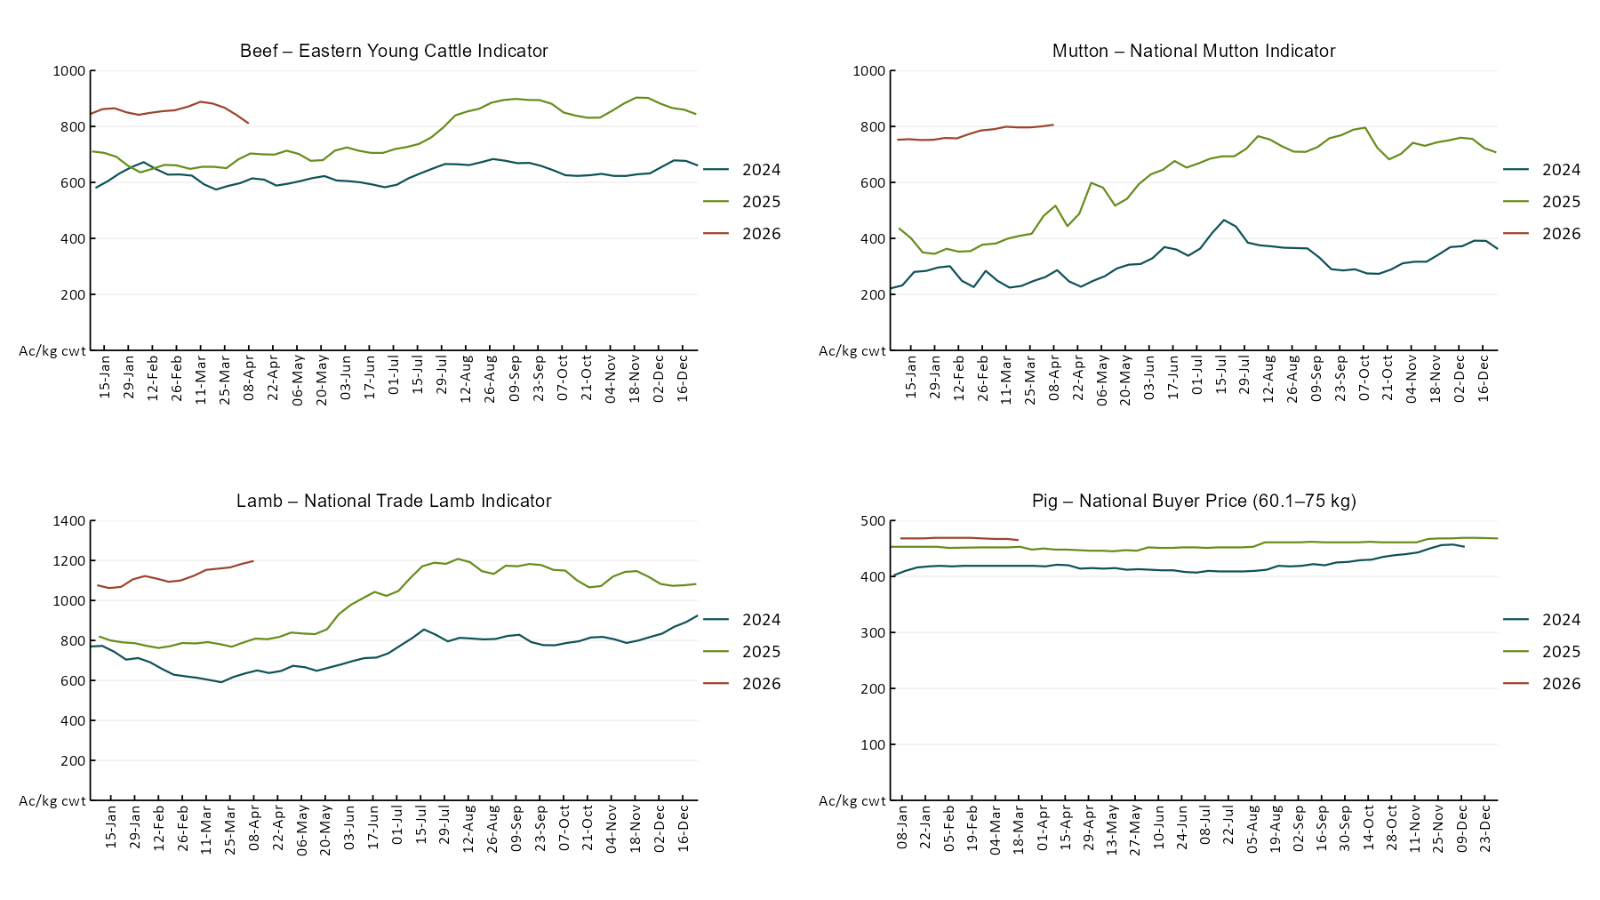 Beef – Eastern Young Cattle Indicator
1000
800
600
400
200
Ac/kg cwt
15-Jan
29-Jan
12-Feb
26-Feb
11-Mar
25-Mar
08-Apr
22-Apr
06-May
20-May
03-Jun
17-Jun
01-Jul
15-Jul
29-Jul
12-Aug
26-Aug
09-Sep
23-Sep
07-Oct
21-Oct
04-Nov
18-Nov
02-Dec
16-Dec
2024
2025
2026
Mutton – National Mutton Indicator
1000
800
600
400
200
Ac/kg cwt
15-Jan
29-Jan
12-Feb
26-Feb
11-Mar
25-Mar
08-Apr
22-Apr
06-May
20-May
03-Jun
17-Jun
01-Jul
15-Jul
29-Jul
12-Aug
26-Aug
09-Sep
23-Sep
07-Oct
21-Oct
04-Nov
18-Nov
02-Dec
16-Dec
2024
2025
2026
Lamb – National Trade Lamb Indicator
1400
1200
1000
800
600
400
200
Ac/kg cwt
15-Jan
29-Jan
12-Feb
26-Feb
11-Mar
25-Mar
08-Apr
22-Apr
06-May
20-May
03-Jun
17-Jun
01-Jul
15-Jul
29-Jul
12-Aug
26-Aug
09-Sep
23-Sep
07-Oct
21-Oct
04-Nov
18-Nov
02-Dec
16-Dec
2024
2025
2026
Pig – National Buyer Price (60.1–75 kg)
500
400
300
200
100
Ac/kg cwt
08-Jan
22-Jan
05-Feb
19-Feb
04-Mar
18-Mar
01-Apr
15-Apr
29-Apr
13-May
27-May
10-Jun
24-Jun
08-Jul
22-Jul
05-Aug
19-Aug
02-Sep
16-Sep
30-Sep
14-Oct
28-Oct
11-Nov
25-Nov
09-Dec
23-Dec
2024
2025
2026